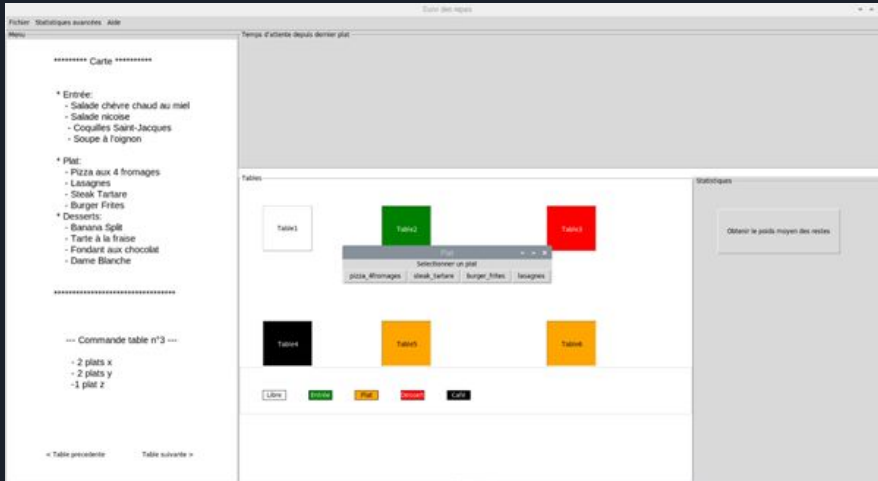 Suivi des repas
Fichier Statistiques avancées Aide
Menu
********* Carte **********
* Entrée:
- Salade chèvre chaud au miel
- Salade nicoise
- Coquilles Saint-Jacques
- Soupe à l'oignon
* Plat:
- Pizza aux 4 fromages
- Lasagnes
- Steak Tartare
- Burger Frites
* Desserts:
- Banana Split
- Tarte à la fraise
- Fondant aux chocolat
- Dame Blanche
*********************************
--- Commande table n°3 ---
- 2 plats x
- 2 plats y
-1 plat z
< Table précedente Table suivante >
Temps d'attente depuis dernier plat
Tables
Table1 Table2 Table3
Plat
Selectionner un plat
pizza_4fromages steak_tartare burger_frites lasagnes
Table4 Table5 Table6
Libre Entrée Plat Dessert Café
Statistiques
Obtenir le poids moyen des restes